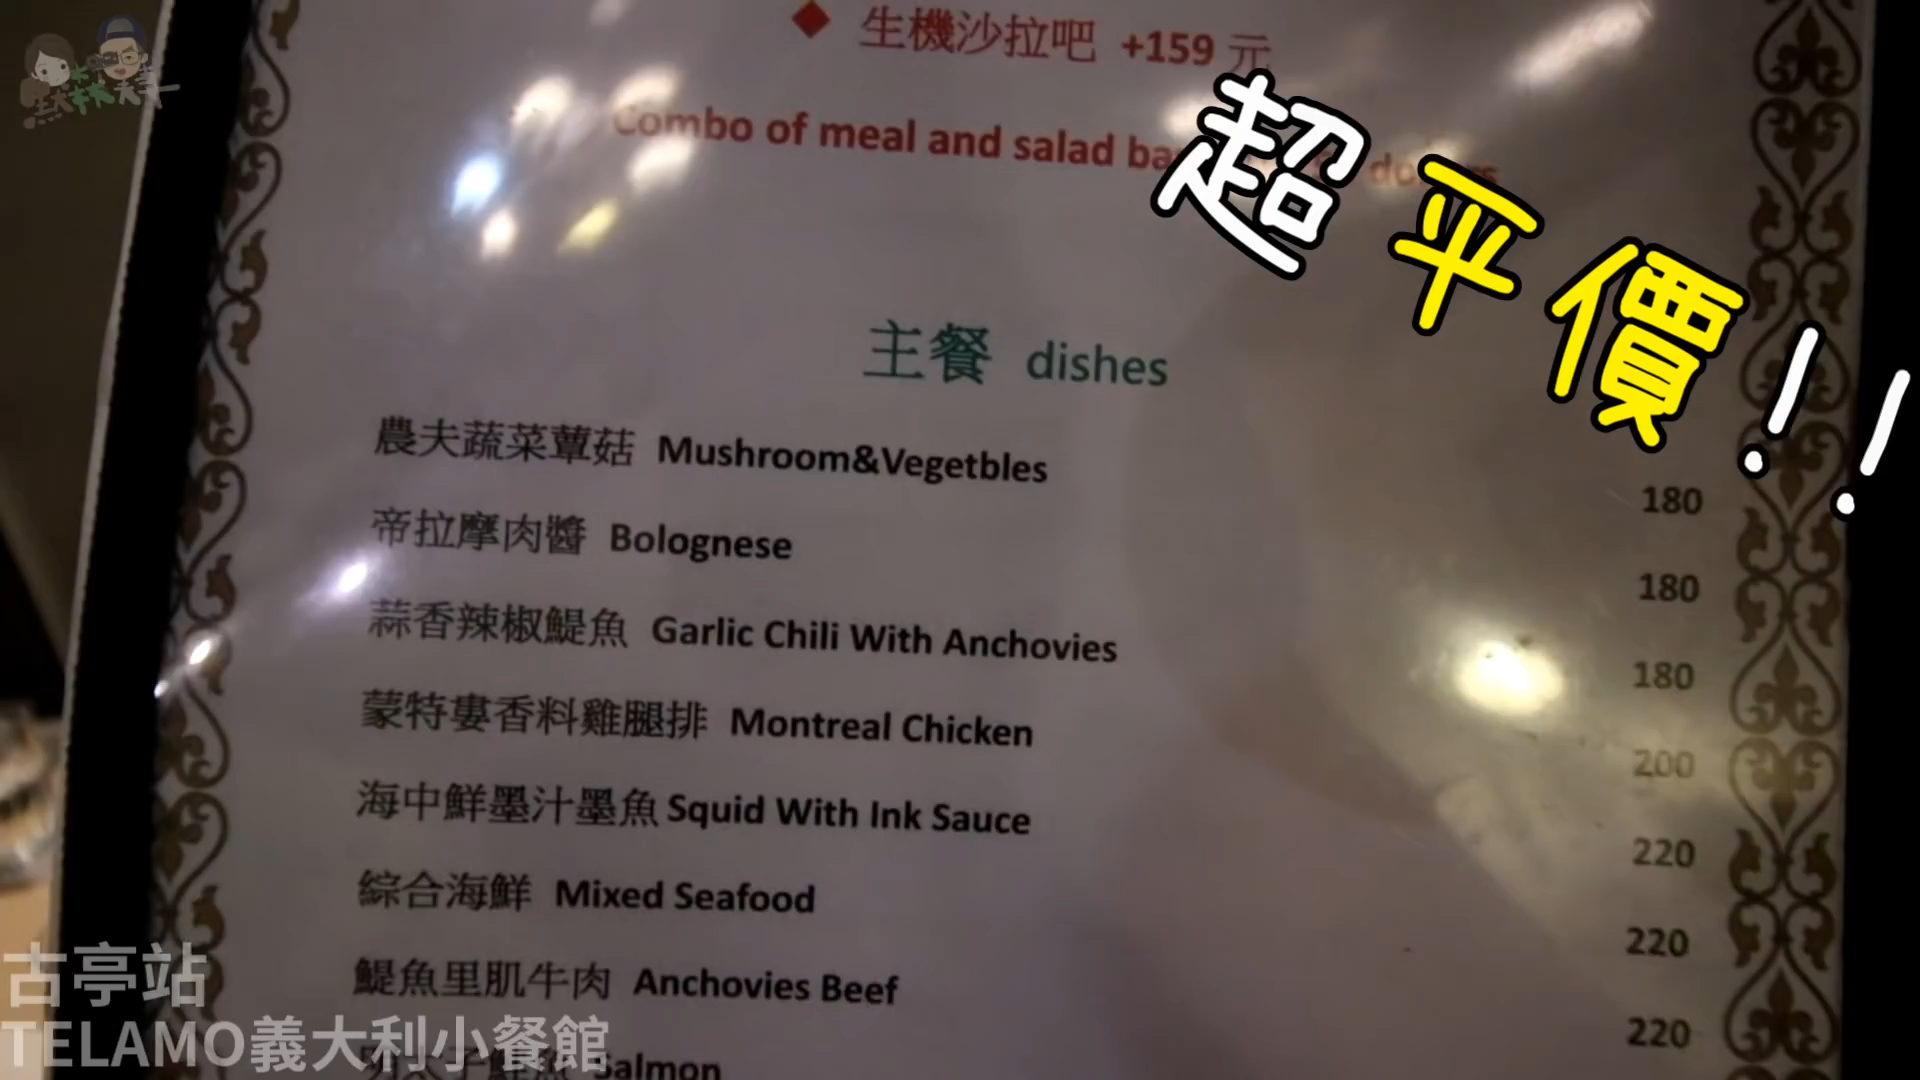 ◆ 生機沙拉吧 +159 元
Combo of meal and salad
超平價!!
主餐 dishes
農夫蔬菜蕈菇 Mushroom&Vegetbles 180
帝拉摩肉醬 Bolognese 180
蒜香辣椒鯷魚 Garlic Chili With Anchovies 180
蒙特婁香料雞腿排 Montreal Chicken 200
海中鮮墨汁墨魚 Squid With Ink Sauce 220
綜合海鮮 Mixed Seafood 220
鯷魚里肌牛肉 Anchovies Beef 220
Salmon
古亭站
TELAMO義大利小餐館